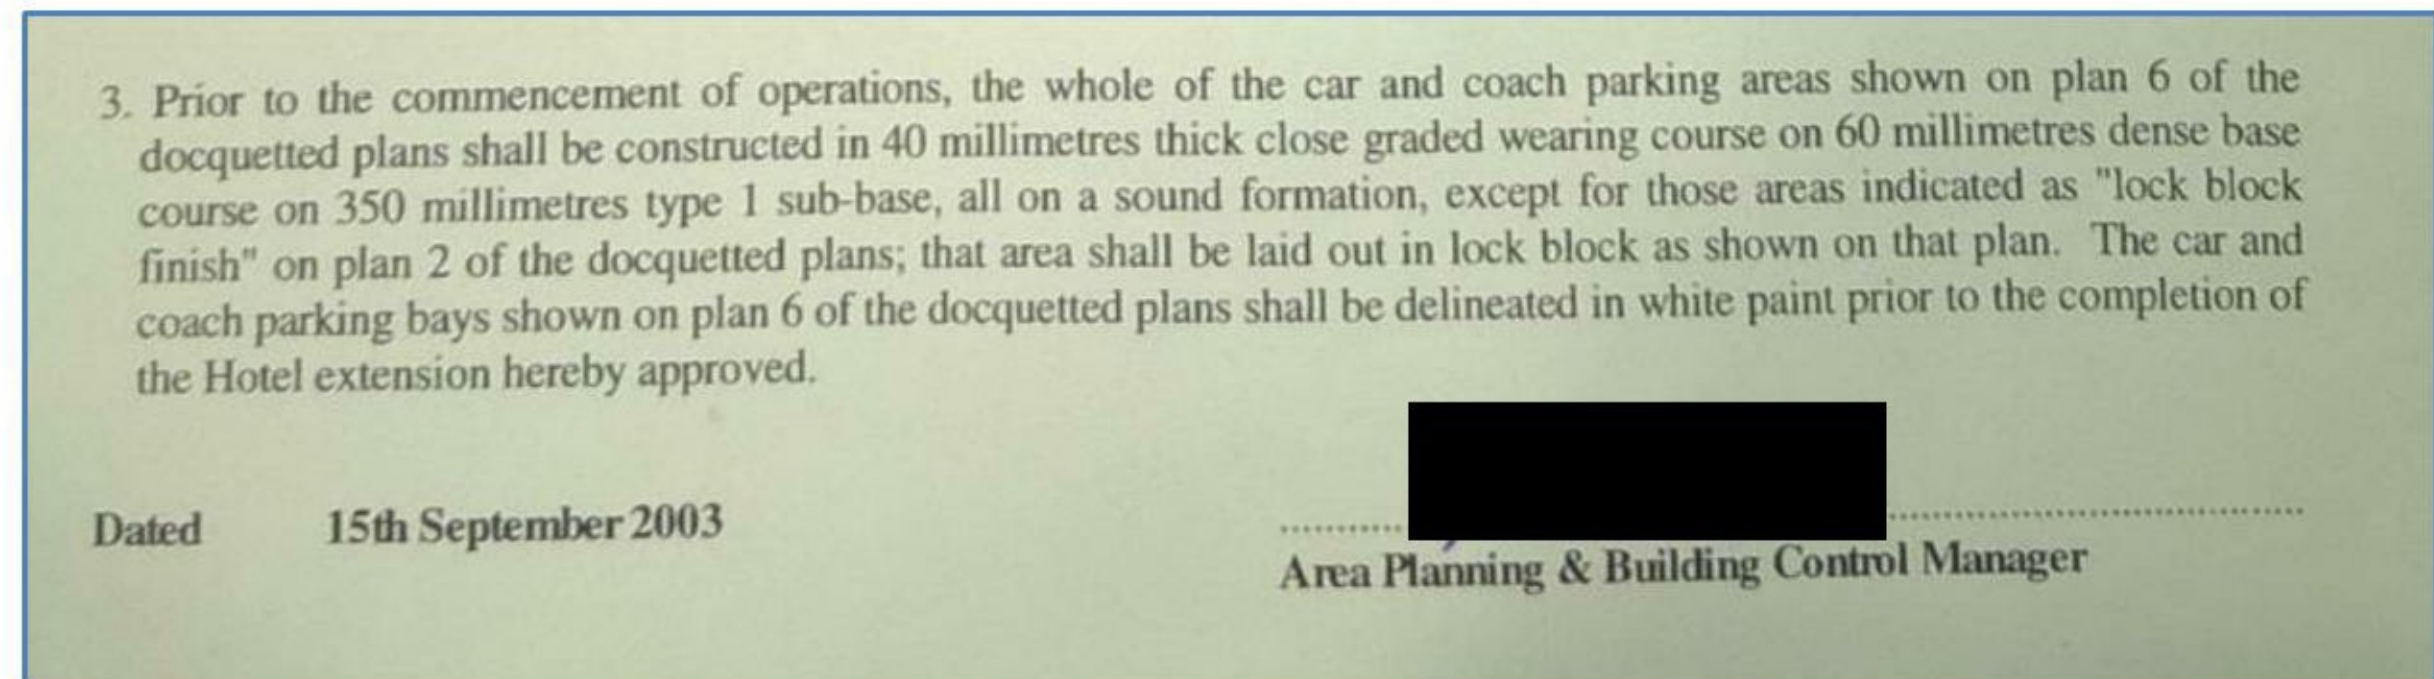 3. Prior to the commencement of operations, the whole of the car and coach parking areas shown on plan 6 of the
docquetted plans shall be constructed in 40 millimetres thick close graded wearing course on 60 millimetres dense base
course on 350 millimetres type 1 sub-base, all on a sound formation, except for those areas indicated as "lock block
finish" on plan 2 of the docquetted plans; that area shall be laid out in lock block as shown on that plan. The car and
coach parking bays shown on plan 6 of the docquetted plans shall be delineated in white paint prior to the completion of
the Hotel extension hereby approved.
Dated 15th September 2003
Area Planning & Building Control Manager